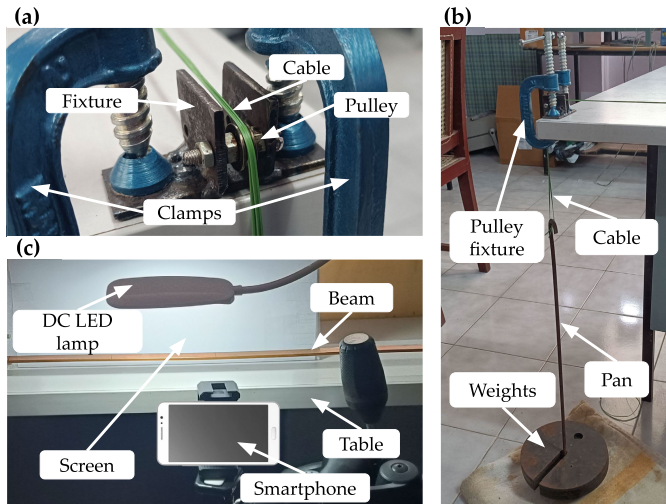 (a)
Cable
Fixture
Pulley
Clamps
(b)
Pulley
fixture
Cable
Weights
Pan
(c)
DC LED
lamp
Beam
Screen
Table
Smartphone